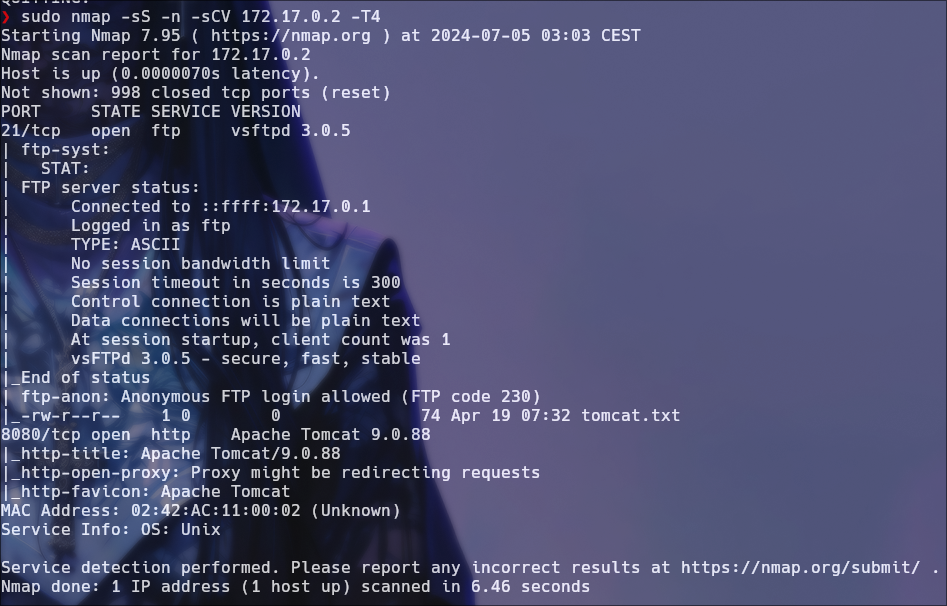 ❯ sudo nmap -sS -n -sCV 172.17.0.2 -T4
Starting Nmap 7.95 ( https://nmap.org ) at 2024-07-05 03:03 CEST
Nmap scan report for 172.17.0.2
Host is up (0.0000070s latency).
Not shown: 998 closed tcp ports (reset)
PORT     STATE SERVICE VERSION
21/tcp   open  ftp     vsftpd 3.0.5
| ftp-syst:
|   STAT:
| FTP server status:
|      Connected to ::ffff:172.17.0.1
|      Logged in as ftp
|      TYPE: ASCII
|      No session bandwidth limit
|      Session timeout in seconds is 300
|      Control connection is plain text
|      Data connections will be plain text
|      At session startup, client count was 1
|      vsFTPd 3.0.5 - secure, fast, stable
|_End of status
| ftp-anon: Anonymous FTP login allowed (FTP code 230)
|_-rw-r--r--    1 0        0              74 Apr 19 07:32 tomcat.txt
8080/tcp open  http    Apache Tomcat 9.0.88
|_http-title: Apache Tomcat/9.0.88
|_http-open-proxy: Proxy might be redirecting requests
|_http-favicon: Apache Tomcat
MAC Address: 02:42:AC:11:00:02 (Unknown)
Service Info: OS: Unix

Service detection performed. Please report any incorrect results at https://nmap.org/submit/ .
Nmap done: 1 IP address (1 host up) scanned in 6.46 seconds